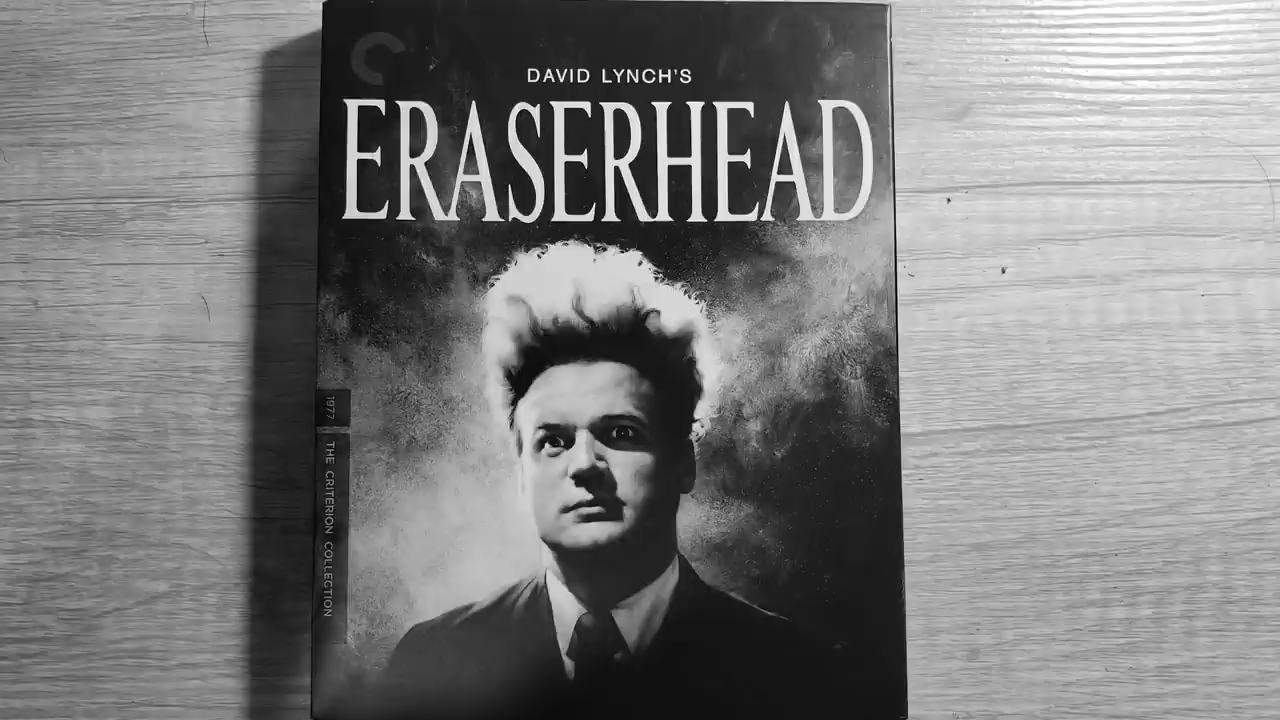 DAVID LYNCH'S
ERASERHEAD
1977
THE CRITERION COLLECTION